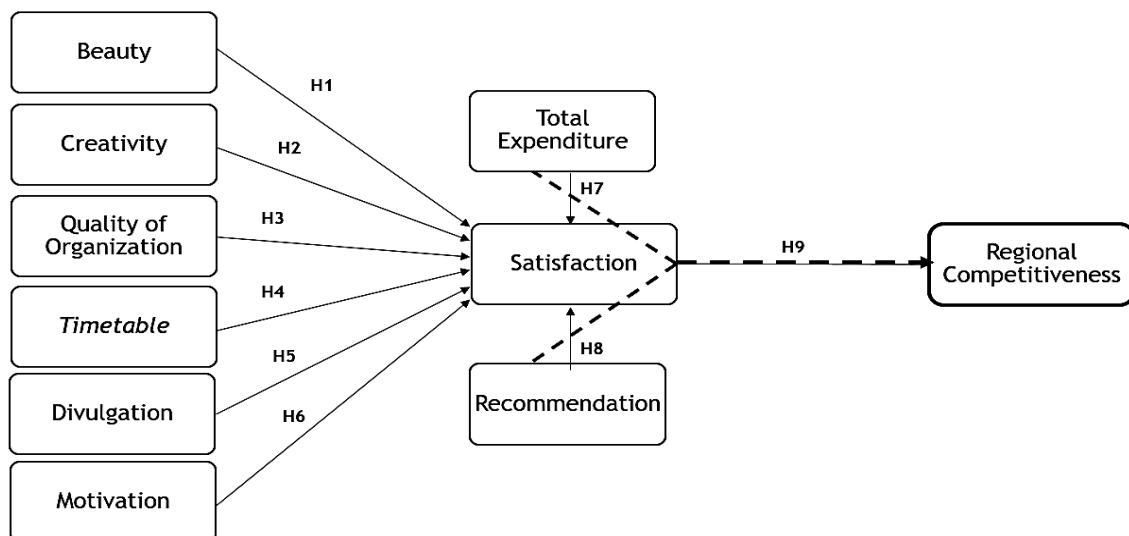 Beauty
H1
Creativity
H2
Quality of
Organization
H3
Timetable
H4
Divulgation
H5
Motivation
H6
Total
Expenditure
H7
Satisfaction
H8
Recommendation
H9
Regional
Competitiveness